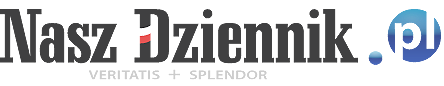 Nasz Dziennik.pl
VERITATIS + SPLENDOR